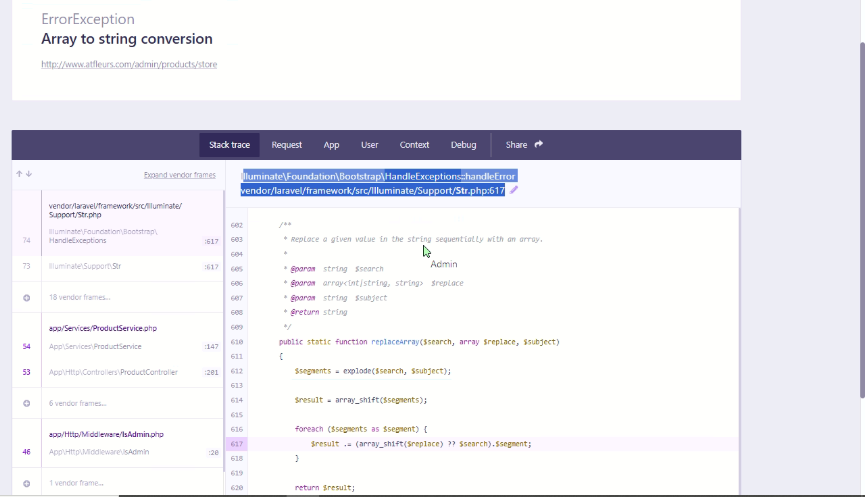 ErrorException
Array to string conversion
http://www.atfleurs.com/admin/products/store
Stack trace Request App User Context Debug Share
Expand vendor frames
vendor/laravel/framework/src/Illuminate/
Support/Str.php
74 Illuminate\Foundation\Bootstrap\
HandleExceptions :617
73 Illuminate\Support\Str :617
18 vendor frames...
app/Services/ProductService.php
54 App\Services\ProductService :147
53 App\Http\Controllers\ProductController :201
6 vendor frames...
app/Http/Middleware/IsAdmin.php
46 App\Http\Middleware\IsAdmin :20
1 vendor frame...
Illuminate\Foundation\Bootstrap\HandleExceptions::handleError
vendor/laravel/framework/src/Illuminate/Support/Str.php:617
602 /**
603 * Replace a given value in the string sequentially with an array.
604 *
605 * @param string $search
606 * @param array<int|string, string> $replace
607 * @param string $subject
608 * @return string
609 */
610 public static function replaceArray($search, array $replace, $subject)
611 {
612 $segments = explode($search, $subject);
613
614 $result = array_shift($segments);
615
616 foreach ($segments as $segment) {
617 $result .= (array_shift($replace) ?? $search).$segment;
618 }
619
620 return $result;
Admin